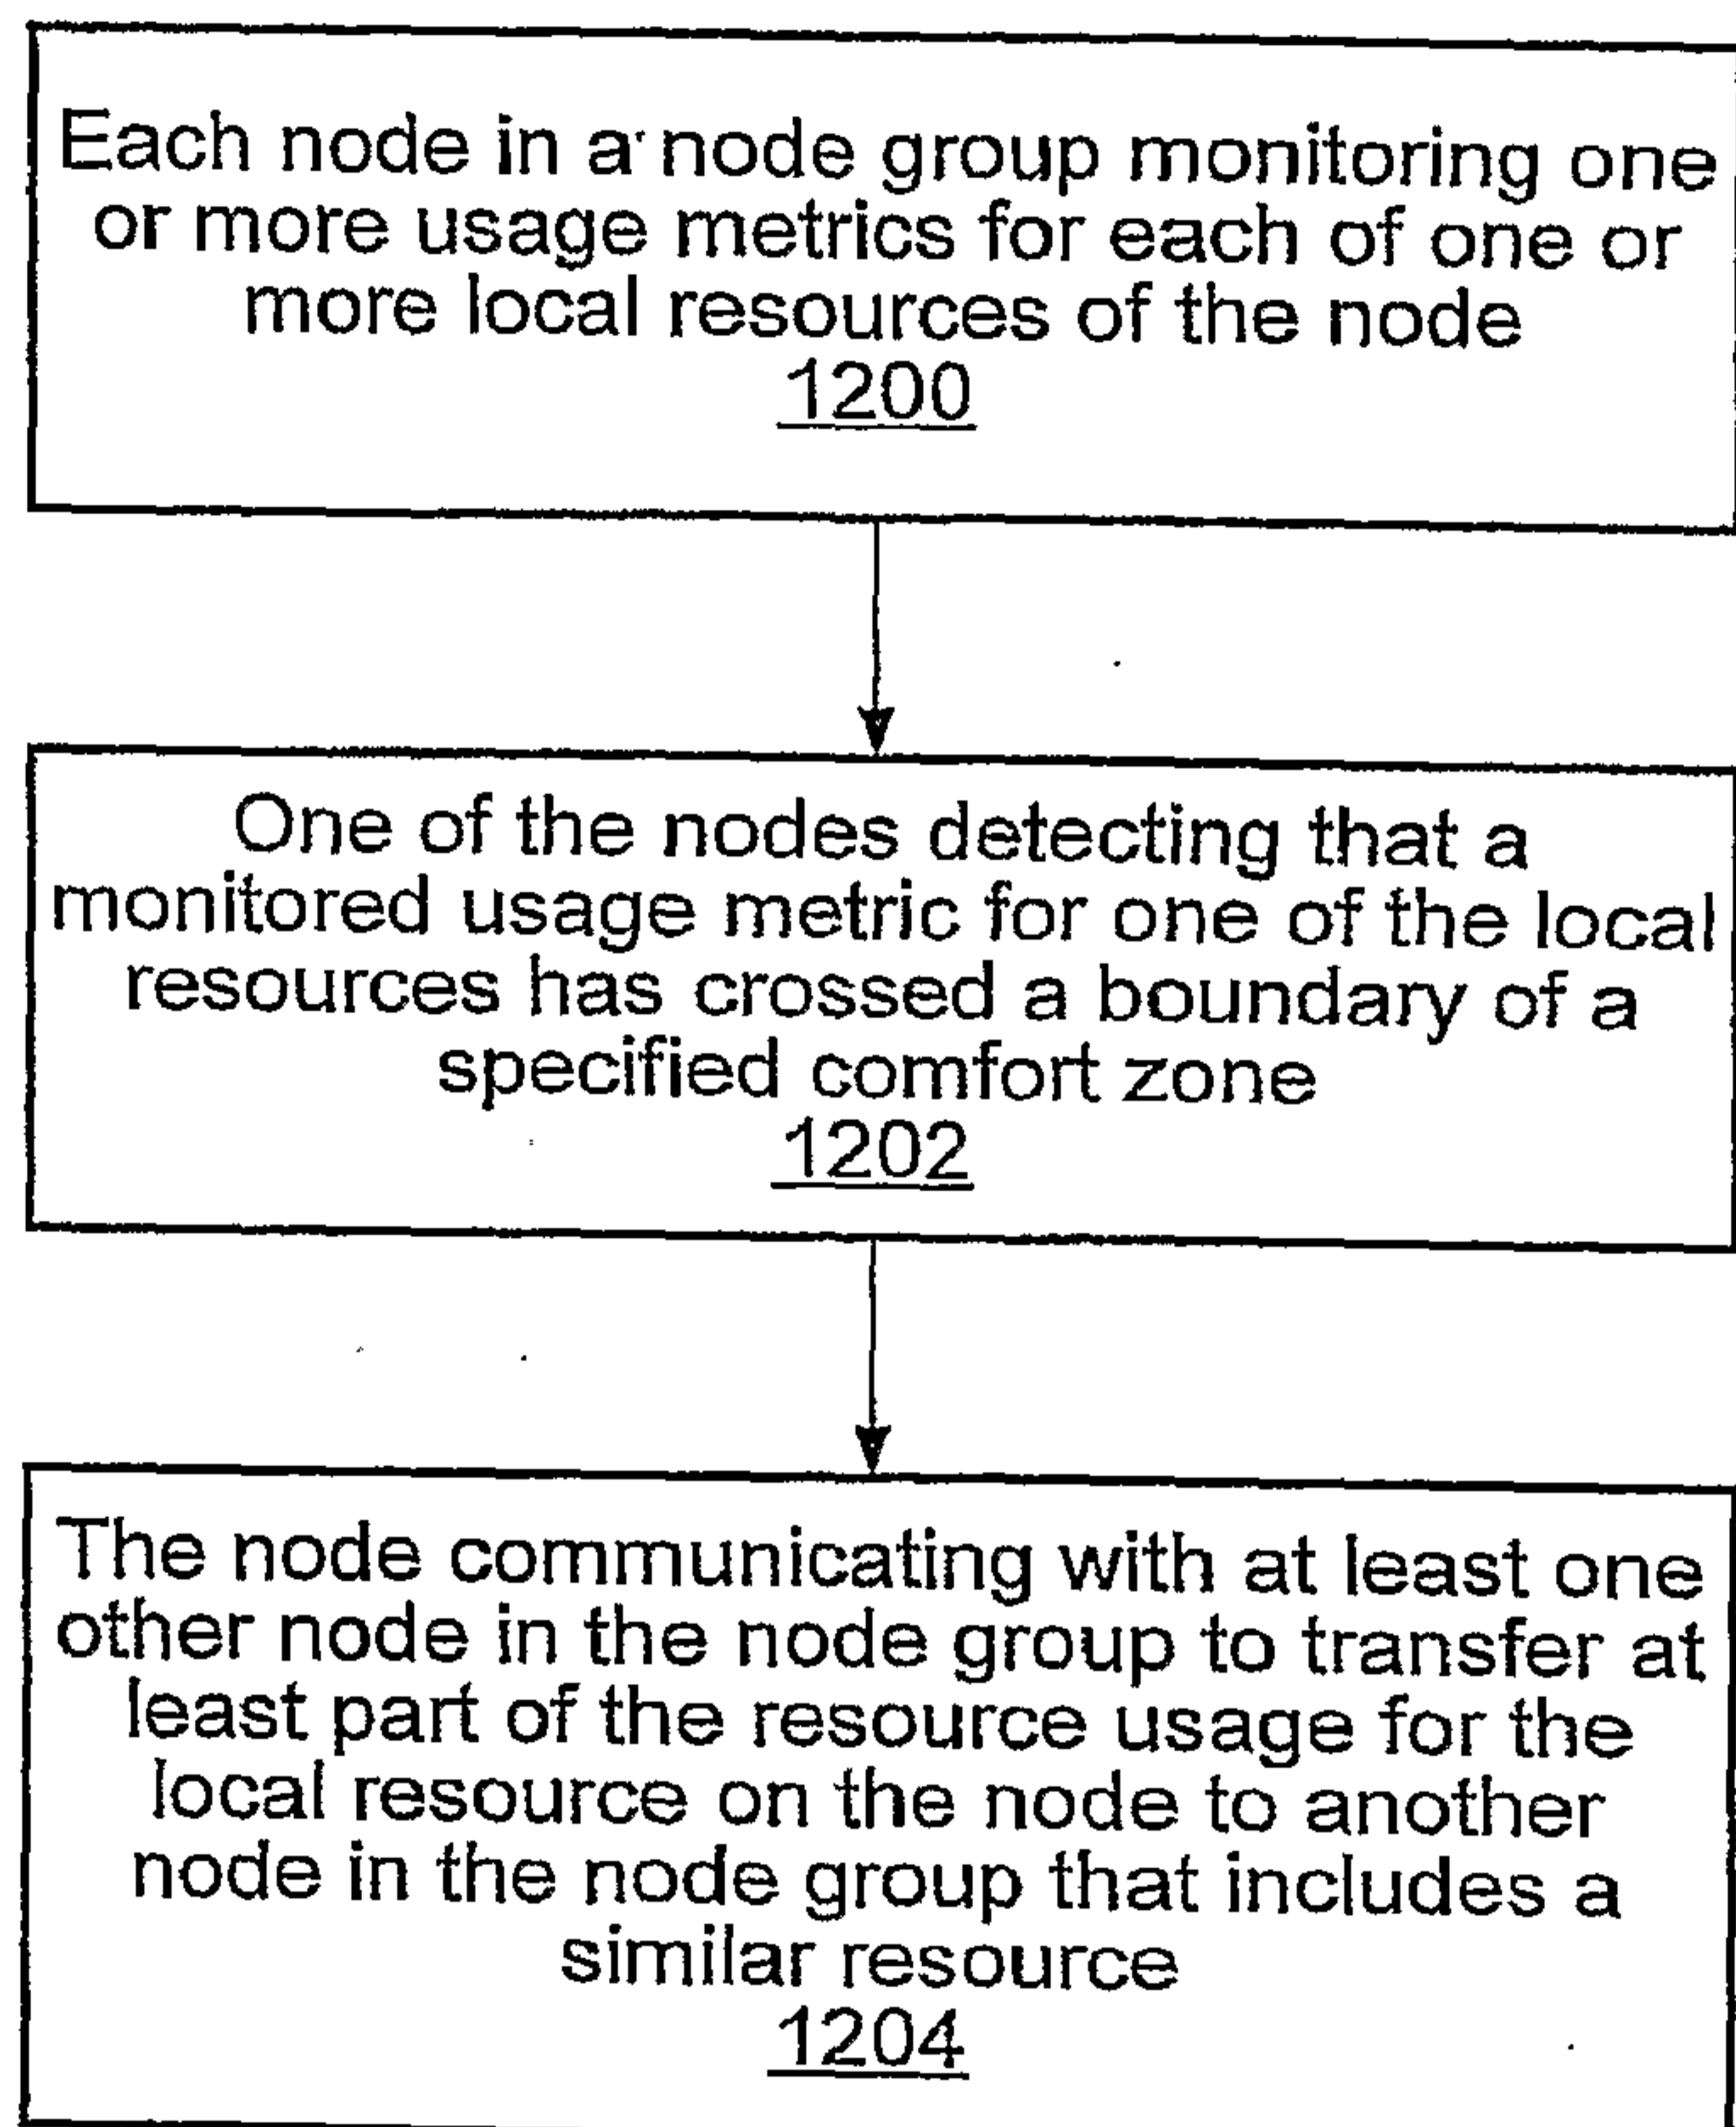 Each node in a node group monitoring one
or more usage metrics for each of one or
more local resources of the node
1200
One of the nodes detecting that a
monitored usage metric for one of the local
resources has crossed a boundary of a
specified comfort zone
1202
The node communicating with at least one
other node in the node group to transfer at
least part of the resource usage for the
local resource on the node to another
node in the node group that includes a
similar resource
1204